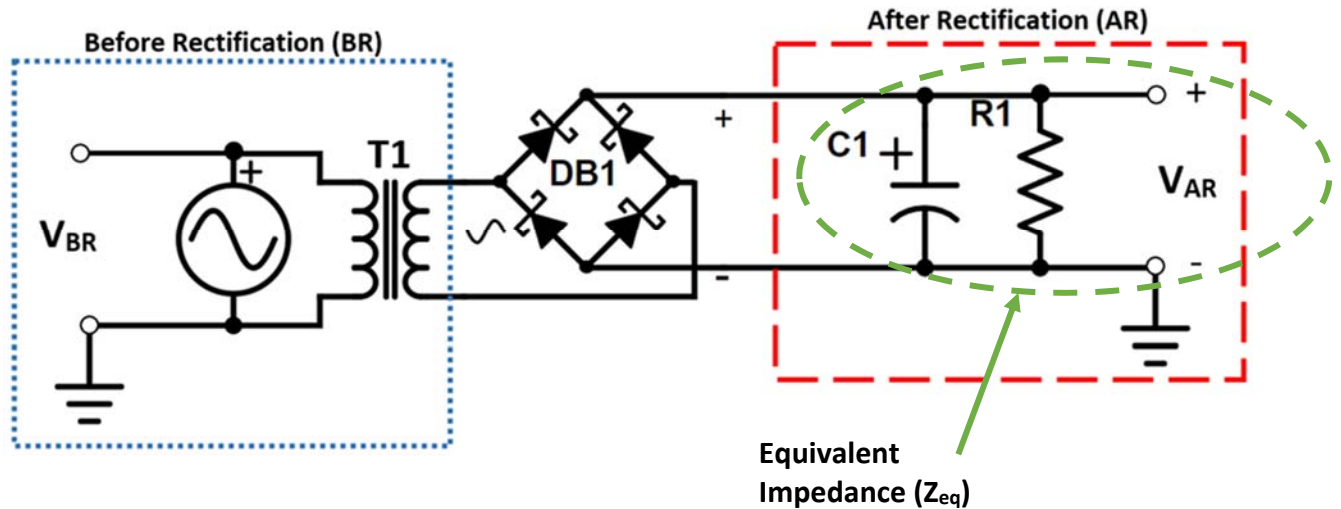 Before Rectification (BR)
After Rectification (AR)
T1
DB1
+
V_BR
+
-
C1
+
R1
+
V_AR
-
Equivalent
Impedance (Z_eq)